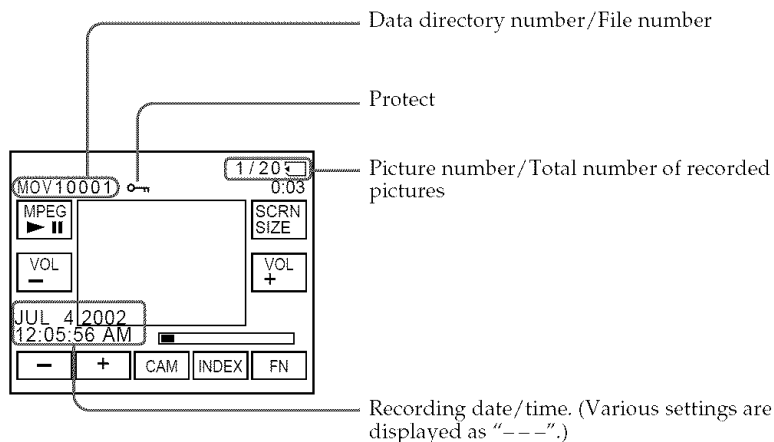 Data directory number/File number
Protect
Picture number/Total number of recorded
pictures
1/20
MOV10001
0:03
MPEG
SCRN
SIZE
VOL
−
VOL
+
JUL 4 2002
12:05:56 AM
− + CAM INDEX FN
Recording date/time. (Various settings are
displayed as “– – –”.)